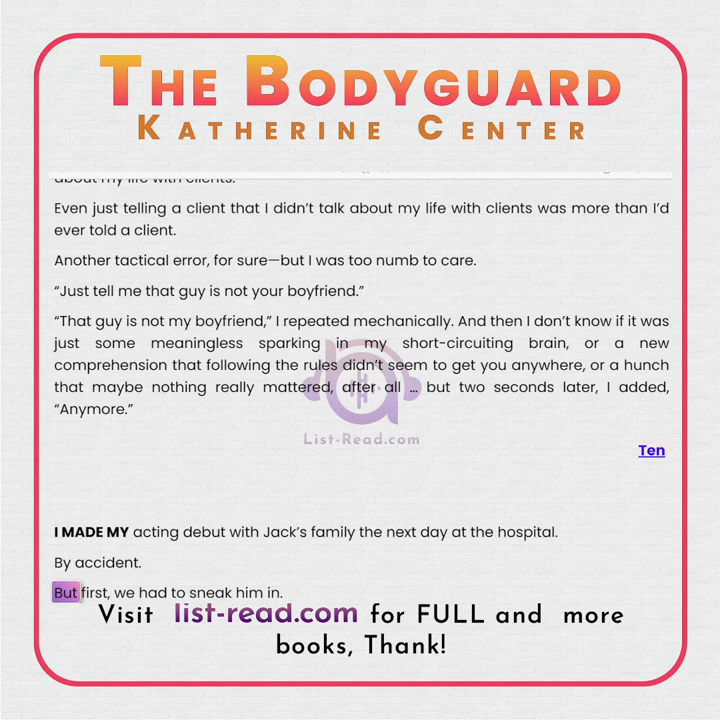 THE BODYGUARD
KATHERINE CENTER
about my life with clients.
Even just telling a client that I didn’t talk about my life with clients was more than I’d
ever told a client.
Another tactical error, for sure—but I was too numb to care.
“Just tell me that guy is not your boyfriend.”
“That guy is not my boyfriend,” I repeated mechanically. And then I don’t know if it was
just some meaningless sparking in my short-circuiting brain, or a new
comprehension that following the rules didn’t seem to get you anywhere, or a hunch
that maybe nothing really mattered, after all … but two seconds later, I added,
“Anymore.”
List-Read.com
Ten
I MADE MY acting debut with Jack’s family the next day at the hospital.
By accident.
But first, we had to sneak him in.
Visit list-read.com for FULL and more
books, Thank!